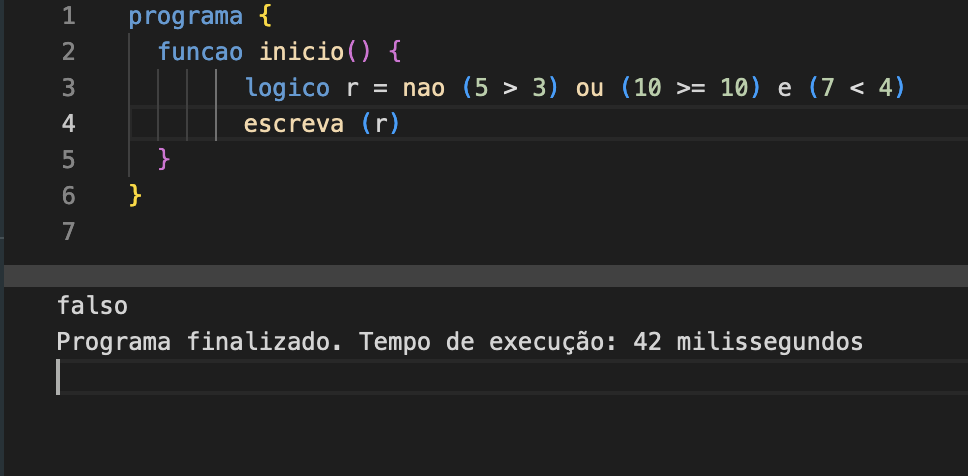 1 programa {
2 funcao inicio() {
3 logico r = nao (5 > 3) ou (10 >= 10) e (7 < 4)
4 escreva (r)
5 }
6 }
7
falso
Programa finalizado. Tempo de execução: 42 milissegundos